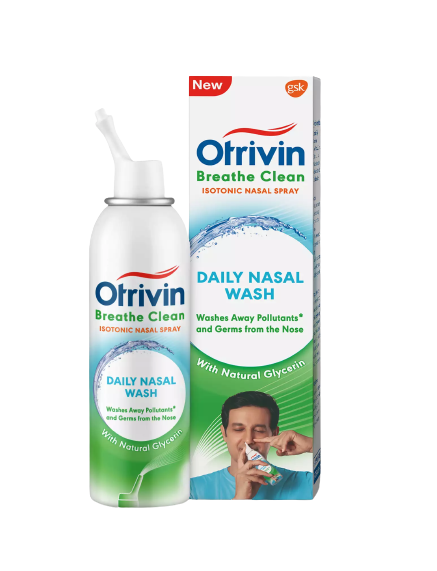 Otrivin
Breathe Clean
ISOTONIC NASAL SPRAY
DAILY NASAL
WASH
Washes Away Pollutants*
and Germs from the Nose
With Natural Glycerin
New
gsk
Otrivin
Breathe Clean
ISOTONIC NASAL SPRAY
DAILY NASAL
WASH
Washes Away Pollutants*
and Germs from the Nose
With Natural Glycerin